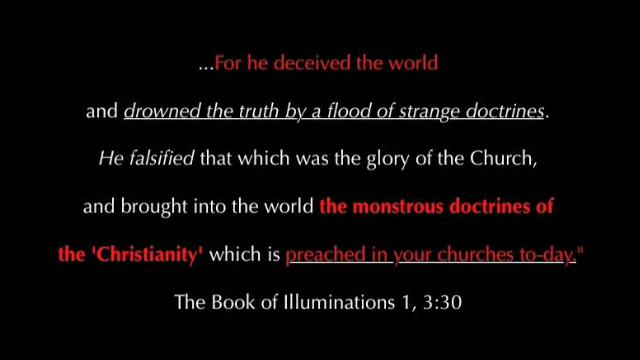 ...For he deceived the world
and drowned the truth by a flood of strange doctrines.
He falsified that which was the glory of the Church,
and brought into the world the monstrous doctrines of
the 'Christianity' which is preached in your churches to-day."
The Book of Illuminations 1, 3:30